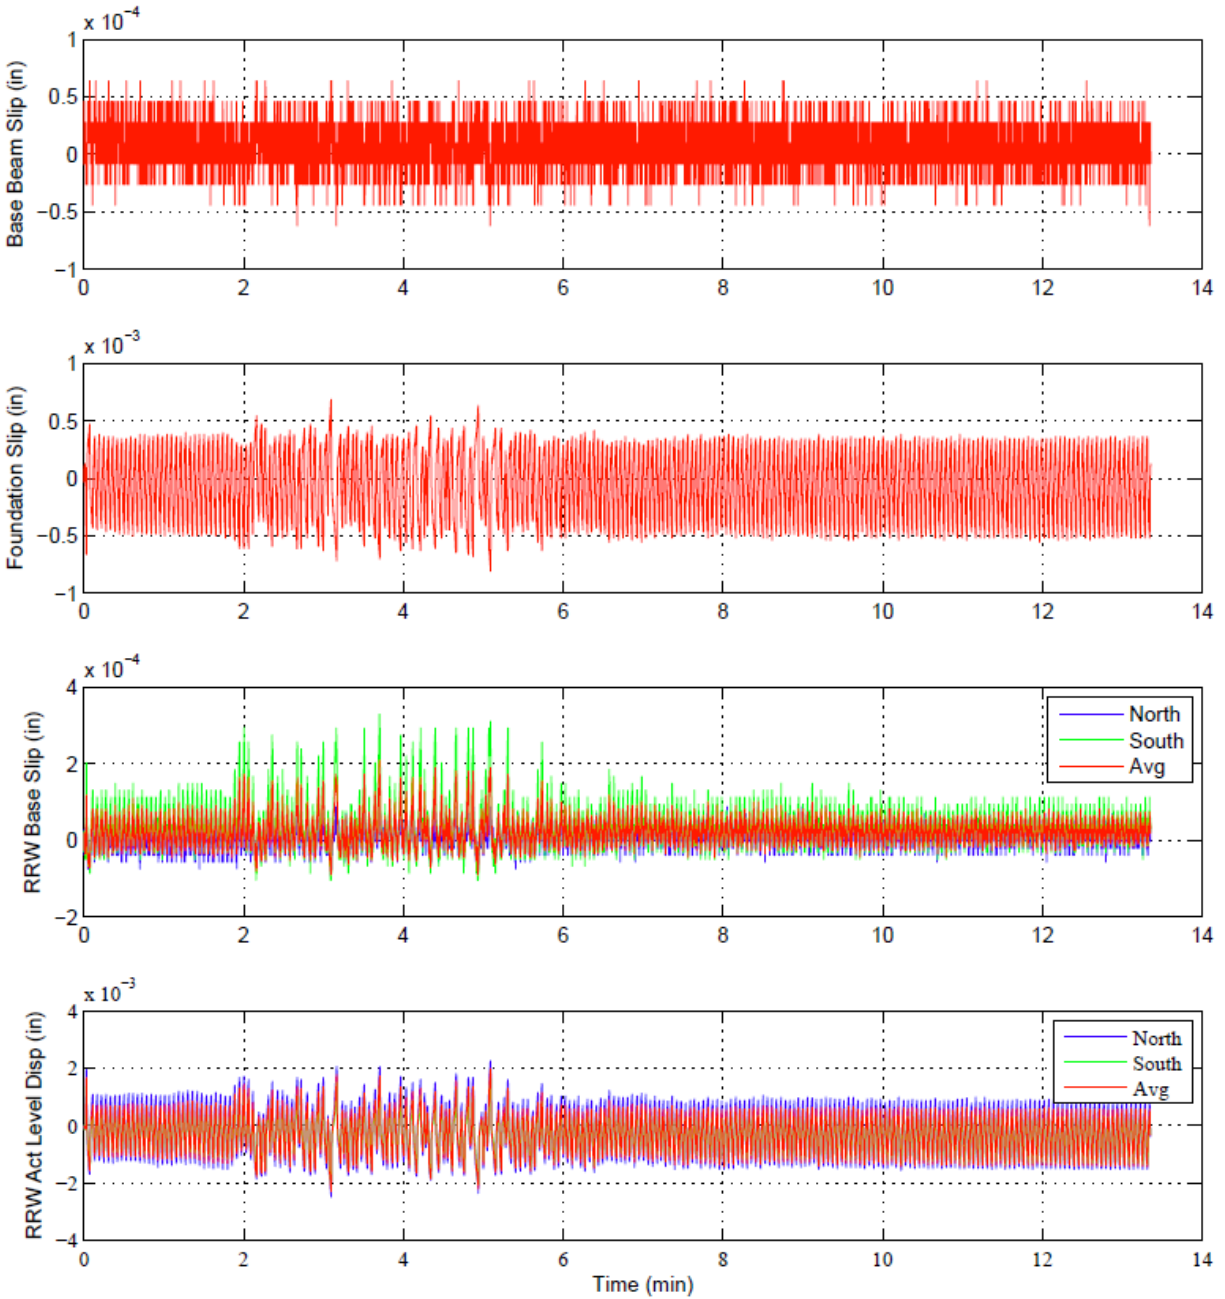 x 10⁻⁴
Base Beam Slip (in)
1
0.5
0
−0.5
−1
0 2 4 6 8 10 12 14
x 10⁻³
Foundation Slip (in)
1
0.5
0
−0.5
−1
0 2 4 6 8 10 12 14
x 10⁻⁴
RRW Base Slip (in)
4
2
0
−2
North
South
Avg
0 2 4 6 8 10 12 14
x 10⁻³
RRW Act Level Disp (in)
4
2
0
−2
−4
North
South
Avg
0 2 4 6 8 10 12 14
Time (min)